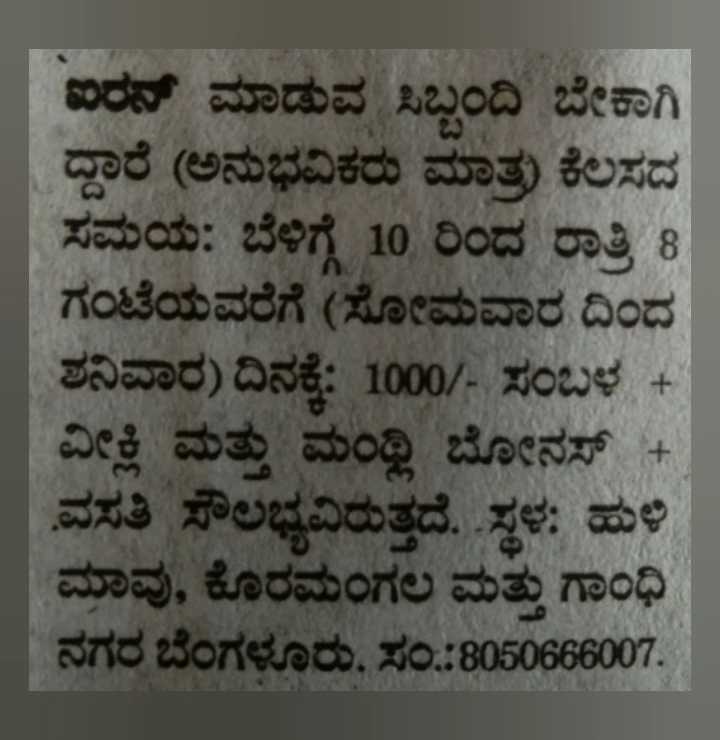 ಐರನ್ ಮಾಡುವ ಸಿಬ್ಬಂದಿ ಬೇಕಾಗಿ
ದ್ದಾರೆ (ಅನುಭವಿಕರು ಮಾತ್ರ) ಕೆಲಸದ
ಸಮಯ: ಬೆಳಿಗ್ಗೆ 10 ರಿಂದ ರಾತ್ರಿ 8
ಗಂಟೆಯವರೆಗೆ (ಸೋಮವಾರ ದಿಂದ
ಶನಿವಾರ) ದಿನಕ್ಕೆ: 1000/- ಸಂಬಳ +
ವೀಕ್ಲಿ ಮತ್ತು ಮಂಥ್ಲಿ ಬೋನಸ್ +
ವಸತಿ ಸೌಲಭ್ಯವಿರುತ್ತದೆ. ಸ್ಥಳ: ಹುಳಿ
ಮಾವು, ಕೊರಮಂಗಲ ಮತ್ತು ಗಾಂಧಿ
ನಗರ ಬೆಂಗಳೂರು. ಸಂ.:8050666007.